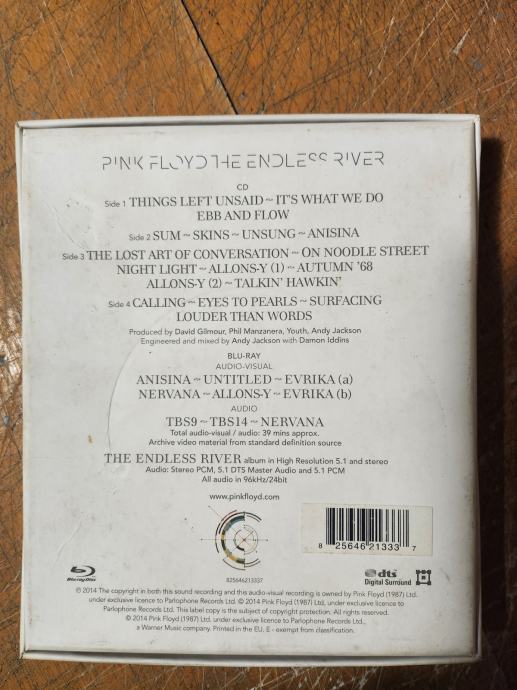 PINK FLOYD THE ENDLESS RIVER
CD
Side 1 THINGS LEFT UNSAID ~ IT'S WHAT WE DO
EBB AND FLOW
Side 2 SUM ~ SKINS ~ UNSUNG ~ ANISINA
Side 3 THE LOST ART OF CONVERSATION ~ ON NOODLE STREET
NIGHT LIGHT ~ ALLONS-Y (1) ~ AUTUMN '68
ALLONS-Y (2) ~ TALKIN' HAWKIN'
Side 4 CALLING ~ EYES TO PEARLS ~ SURFACING
LOUDER THAN WORDS
Produced by David Gilmour, Phil Manzanera, Youth, Andy Jackson
Engineered and mixed by Andy Jackson with Damon Iddins
BLU-RAY
AUDIO-VISUAL
ANISINA ~ UNTITLED ~ EVRIKA (a)
NERVANA ~ ALLONS-Y ~ EVRIKA (b)
AUDIO
TBS9 ~ TBS14 ~ NERVANA
Total audio-visual / audio: 39 mins approx.
Archive video material from standard definition source
THE ENDLESS RIVER album in High Resolution 5.1 and stereo
Audio: Stereo PCM, 5.1 DTS Master Audio and 5.1 PCM
All audio in 96kHz/24bit
www.pinkfloyd.com
8 25646 21333 7
825646213337
Blu-ray Disc
dts
Digital Surround
℗ 2014 The copyright in both this sound recording and this audio-visual recording is owned by Pink Floyd (1987) Ltd.
under exclusive licence to Parlophone Records Ltd. © 2014 Pink Floyd (1987) Ltd, under exclusive licence to
Parlophone Records Ltd. This label copy is the subject of copyright protection. All rights reserved.
© 2014 Pink Floyd (1987) Ltd. under exclusive licence to Parlophone Records Ltd.,
a Warner Music company. Printed in the EU. E - exempt from classification.